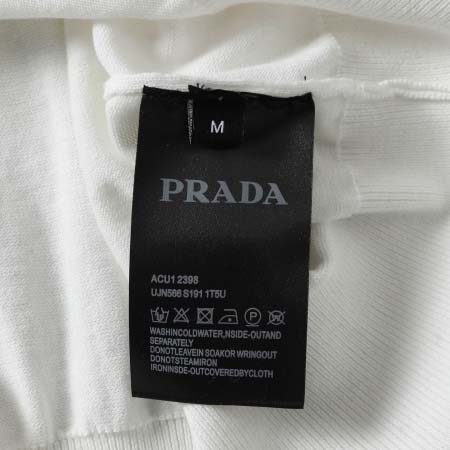 M
PRADA
ACU1 2398
UJN566 S191 1T5U
WASHINCOLDWATER,NSIDE-OUTAND
SEPARATELY
DONOTLEAVEIN SOAKOR WRINGOUT
DONOTSTEAMIRON
IRONINSDE-OUTCOVEREDBYCLOTH